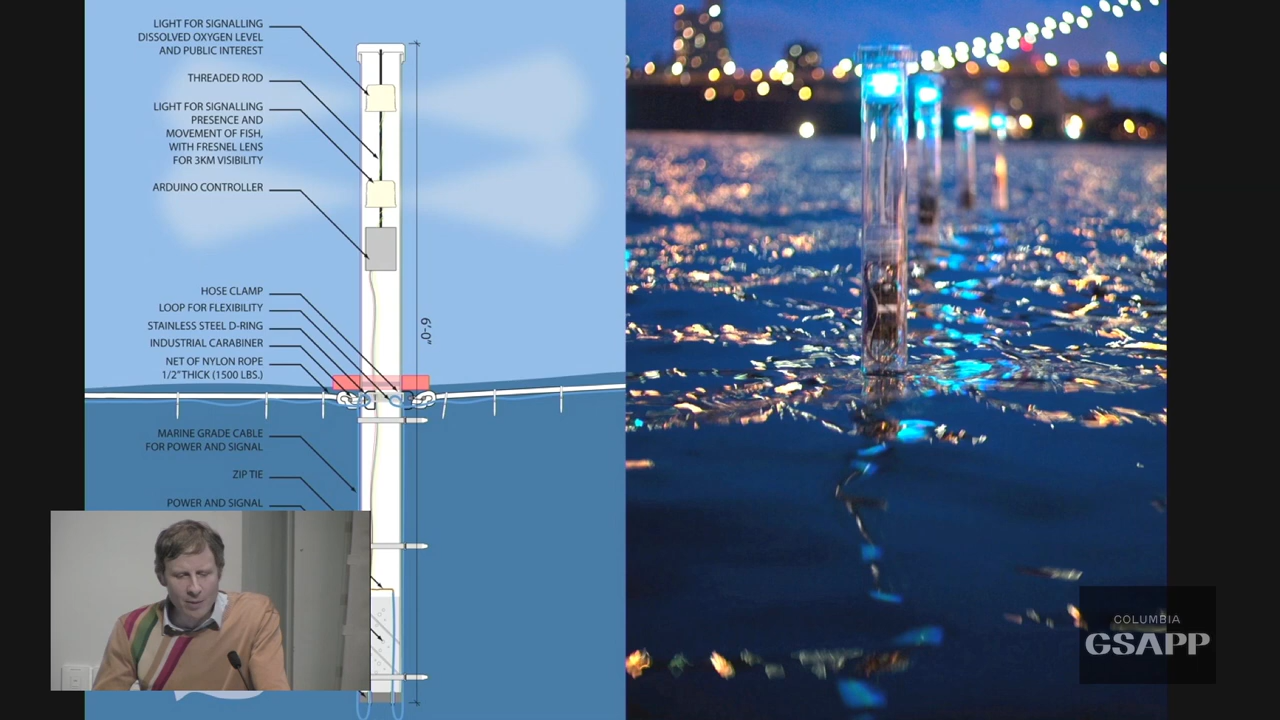 LIGHT FOR SIGNALLING
DISSOLVED OXYGEN LEVEL
AND PUBLIC INTEREST
THREADED ROD
LIGHT FOR SIGNALLING
PRESENCE AND
MOVEMENT OF FISH,
WITH FRESNEL LENS
FOR 3KM VISIBILITY
ARDUINO CONTROLLER
HOSE CLAMP
LOOP FOR FLEXIBILITY
STAINLESS STEEL D-RING
INDUSTRIAL CARABINER
NET OF NYLON ROPE
1/2" THICK (1500 LBS.)
6'-0"
MARINE GRADE CABLE
FOR POWER AND SIGNAL
ZIP TIE
POWER AND SIGNAL
COLUMBIA
GSAPP